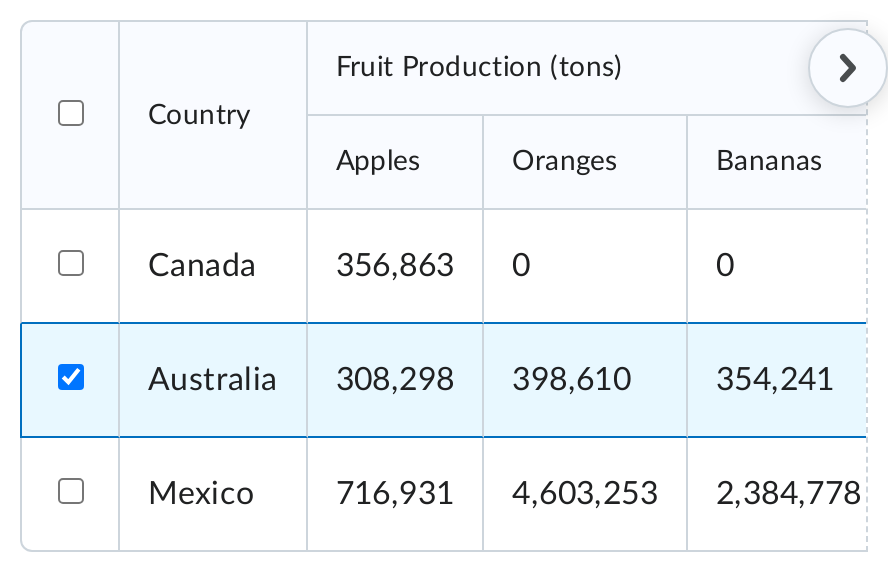 Fruit Production (tons)
Country
Apples Oranges Bananas
Canada 356,863 0 0
Australia 308,298 398,610 354,241
Mexico 716,931 4,603,253 2,384,778